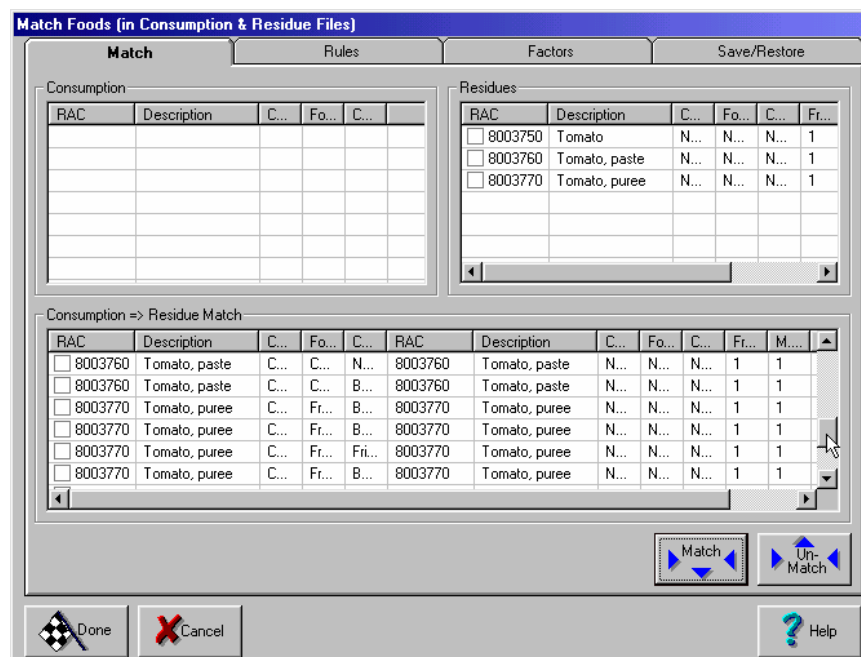 Match Foods (in Consumption & Residue Files)
Match Rules Factors Save/Restore
Consumption
RAC Description C... Fo... C...
Residues
RAC Description C... Fo... C... Fr...
8003750 Tomato N... N... N... 1
8003760 Tomato, paste N... N... N... 1
8003770 Tomato, puree N... N... N... 1
Consumption => Residue Match
RAC Description C... Fo... C... RAC Description C... Fo... C... Fr... M...
8003760 Tomato, paste C... C... N... 8003760 Tomato, paste N... N... N... 1 1
8003760 Tomato, paste C... C... B... 8003760 Tomato, paste N... N... N... 1 1
8003770 Tomato, puree C... Fr... B... 8003770 Tomato, puree N... N... N... 1 1
8003770 Tomato, puree C... Fr... B... 8003770 Tomato, puree N... N... N... 1 1
8003770 Tomato, puree C... Fr... Fri... 8003770 Tomato, puree N... N... N... 1 1
8003770 Tomato, puree C... Fr... B... 8003770 Tomato, puree N... N... N... 1 1
Match
Un-
Match
Done Cancel Help